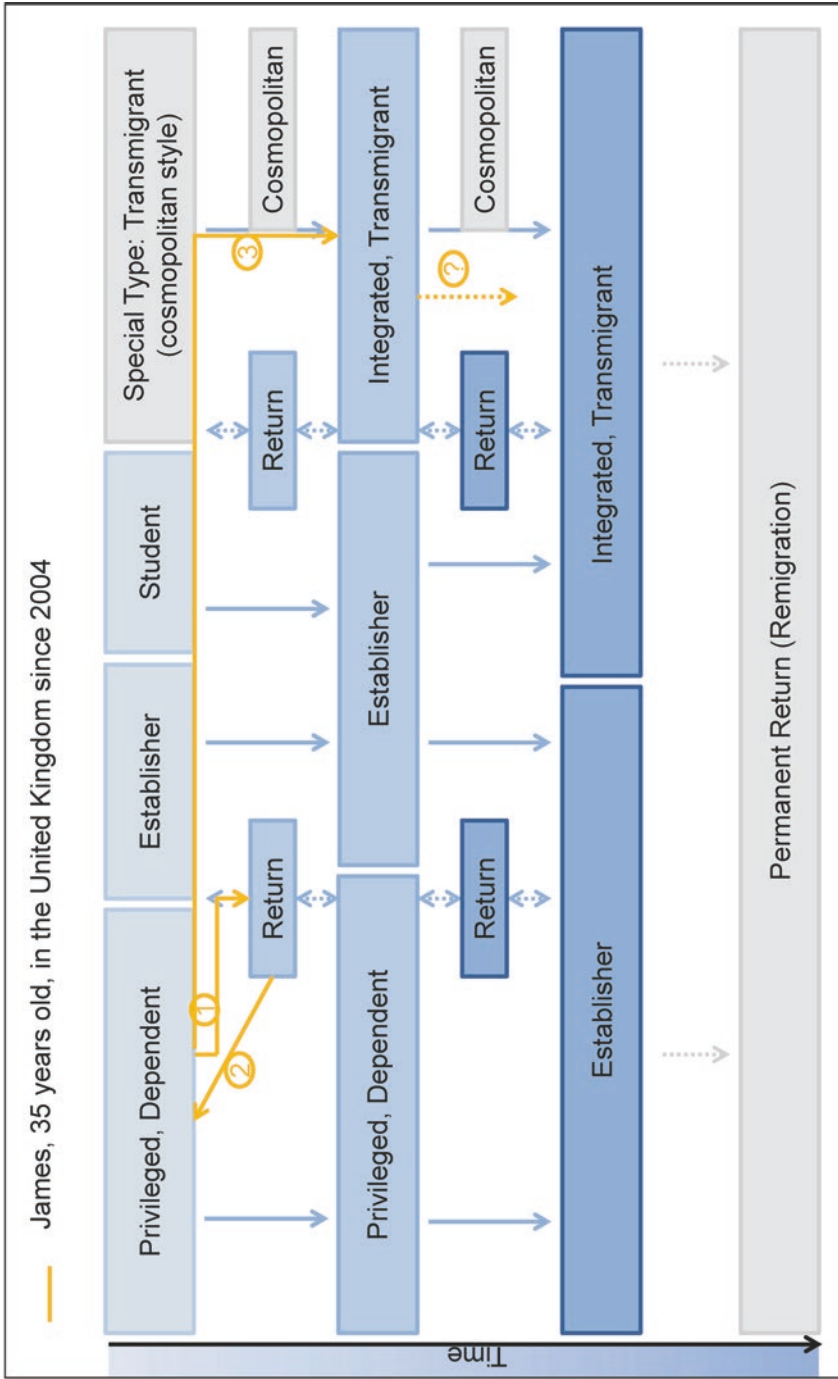 James, 35 years old, in the United Kingdom since 2004
Privileged, Dependent
Establisher
Student
Special Type: Transmigrant
(cosmopolitan style)
1
2
3
Return
Return
Cosmopolitan
Privileged, Dependent
Establisher
Integrated, Transmigrant
?
Return
Return
Cosmopolitan
Establisher
Integrated, Transmigrant
Permanent Return (Remigration)
Time